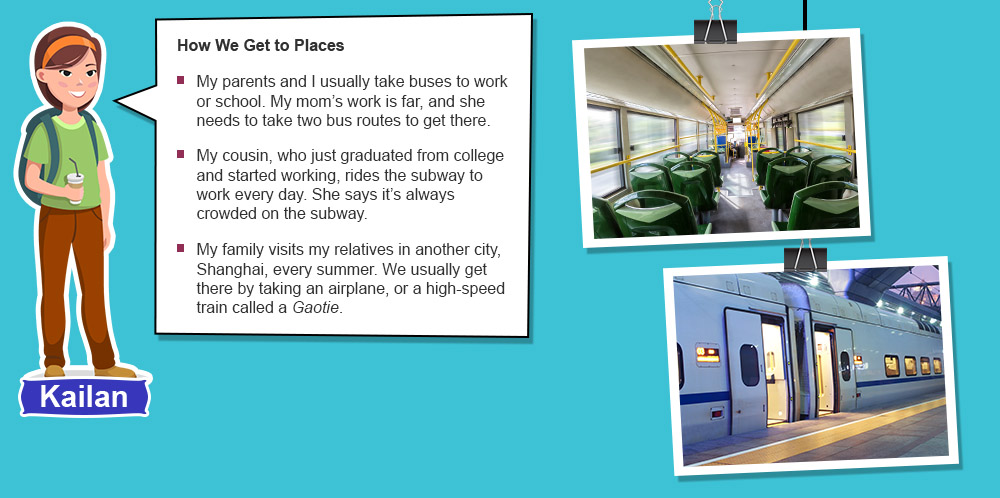 How We Get to Places
My parents and I usually take buses to work
or school. My mom’s work is far, and she
needs to take two bus routes to get there.
My cousin, who just graduated from college
and started working, rides the subway to
work every day. She says it’s always
crowded on the subway.
My family visits my relatives in another city,
Shanghai, every summer. We usually get
there by taking an airplane, or a high-speed
train called a Gaotie.
Kailan